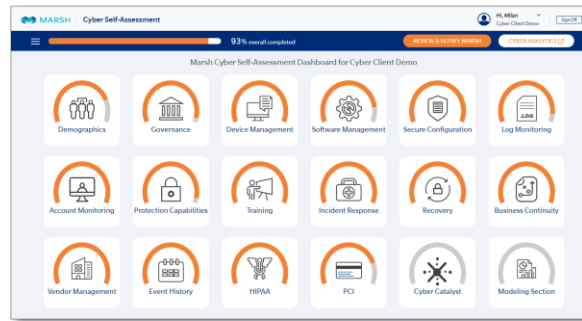 MARSH Cyber Self-Assessment
Hi, Milan
Cyber Client Demo
Sign Off
93% overall completed
REVIEW & NOTIFY MARSH
CYBER ANALYTICS
Marsh Cyber Self-Assessment Dashboard for Cyber Client Demo
Demographics
Governance
Device Management
Software Management
Secure Configuration
.LOG
Log Monitoring
Account Monitoring
Protection Capabilities
Training
Incident Response
Recovery
Business Continuity
Vendor Management
Event History
HIPAA
PCI
Cyber Catalyst
Modeling Section